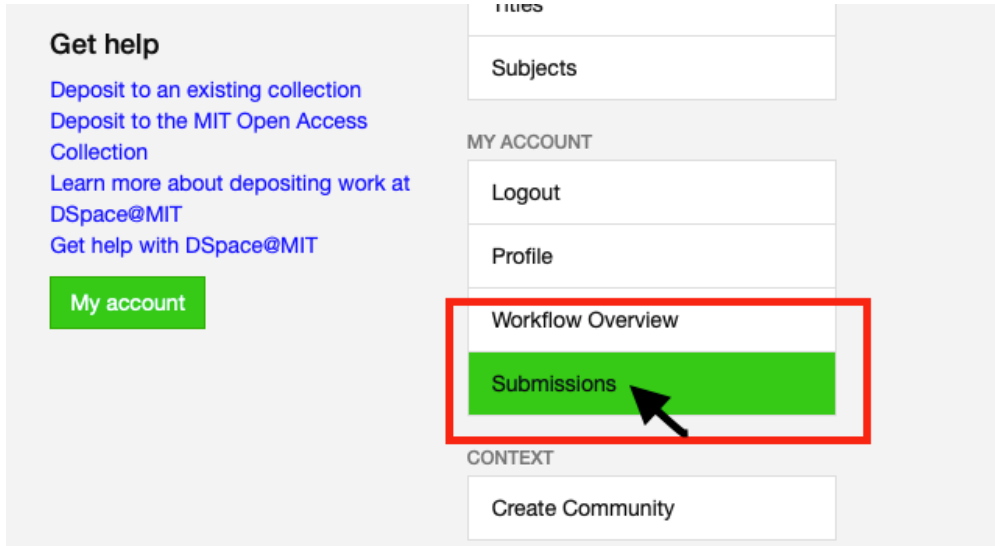 Get help
Deposit to an existing collection
Deposit to the MIT Open Access
Collection
Learn more about depositing work at
DSpace@MIT
Get help with DSpace@MIT
My account
Titles
Subjects
MY ACCOUNT
Logout
Profile
Workflow Overview
Submissions
CONTEXT
Create Community